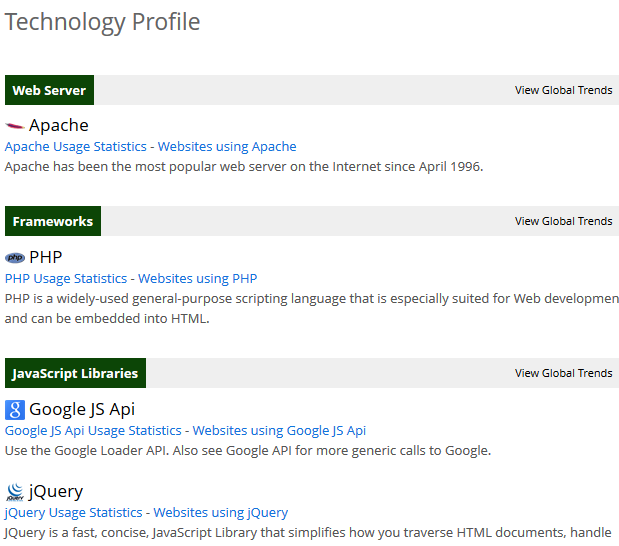 Technology Profile
Web Server
View Global Trends
Apache
Apache Usage Statistics - Websites using Apache
Apache has been the most popular web server on the Internet since April 1996.
Frameworks
View Global Trends
php PHP
PHP Usage Statistics - Websites using PHP
PHP is a widely-used general-purpose scripting language that is especially suited for Web developmen
and can be embedded into HTML.
JavaScript Libraries
View Global Trends
g Google JS Api
Google JS Api Usage Statistics - Websites using Google JS Api
Use the Google Loader API. Also see Google API for more generic calls to Google.
jQuery jQuery
jQuery Usage Statistics - Websites using jQuery
JQuery is a fast, concise, JavaScript Library that simplifies how you traverse HTML documents, handle